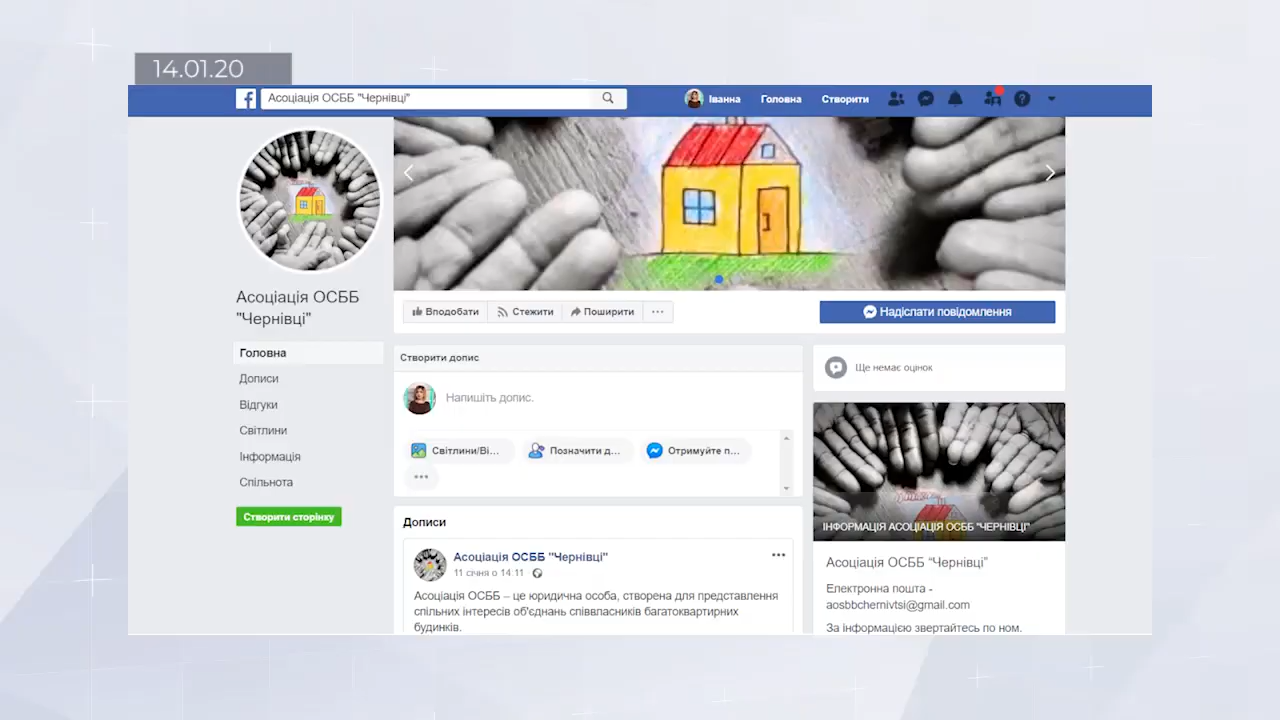 14.01.20
Асоціація ОСББ "Чернівці"
Іванна
Головна
Створити
Асоціація ОСББ
"Чернівці"
Головна
Дописи
Відгуки
Світлини
Інформація
Спільнота
Створити сторінку
Вподобати
Стежити
Поширити
Надіслати повідомлення
Створити допис
Напишіть допис.
Світлини/Ві...
Позначити д...
Отримуйте п...
Дописи
Асоціація ОСББ "Чернівці"
11 січня о 14:11
Асоціація ОСББ – це юридична особа, створена для представлення
спільних інтересів об'єднань співвласників багатоквартирних
будинків.
Ще немає оцінок
ІНФОРМАЦІЯ АСОЦІАЦІЯ ОСББ "ЧЕРНІВЦІ"
Асоціація ОСББ “Чернівці”
Електронна пошта -
aosbbchernivtsi@gmail.com
За інформацією звертайтесь по ном.